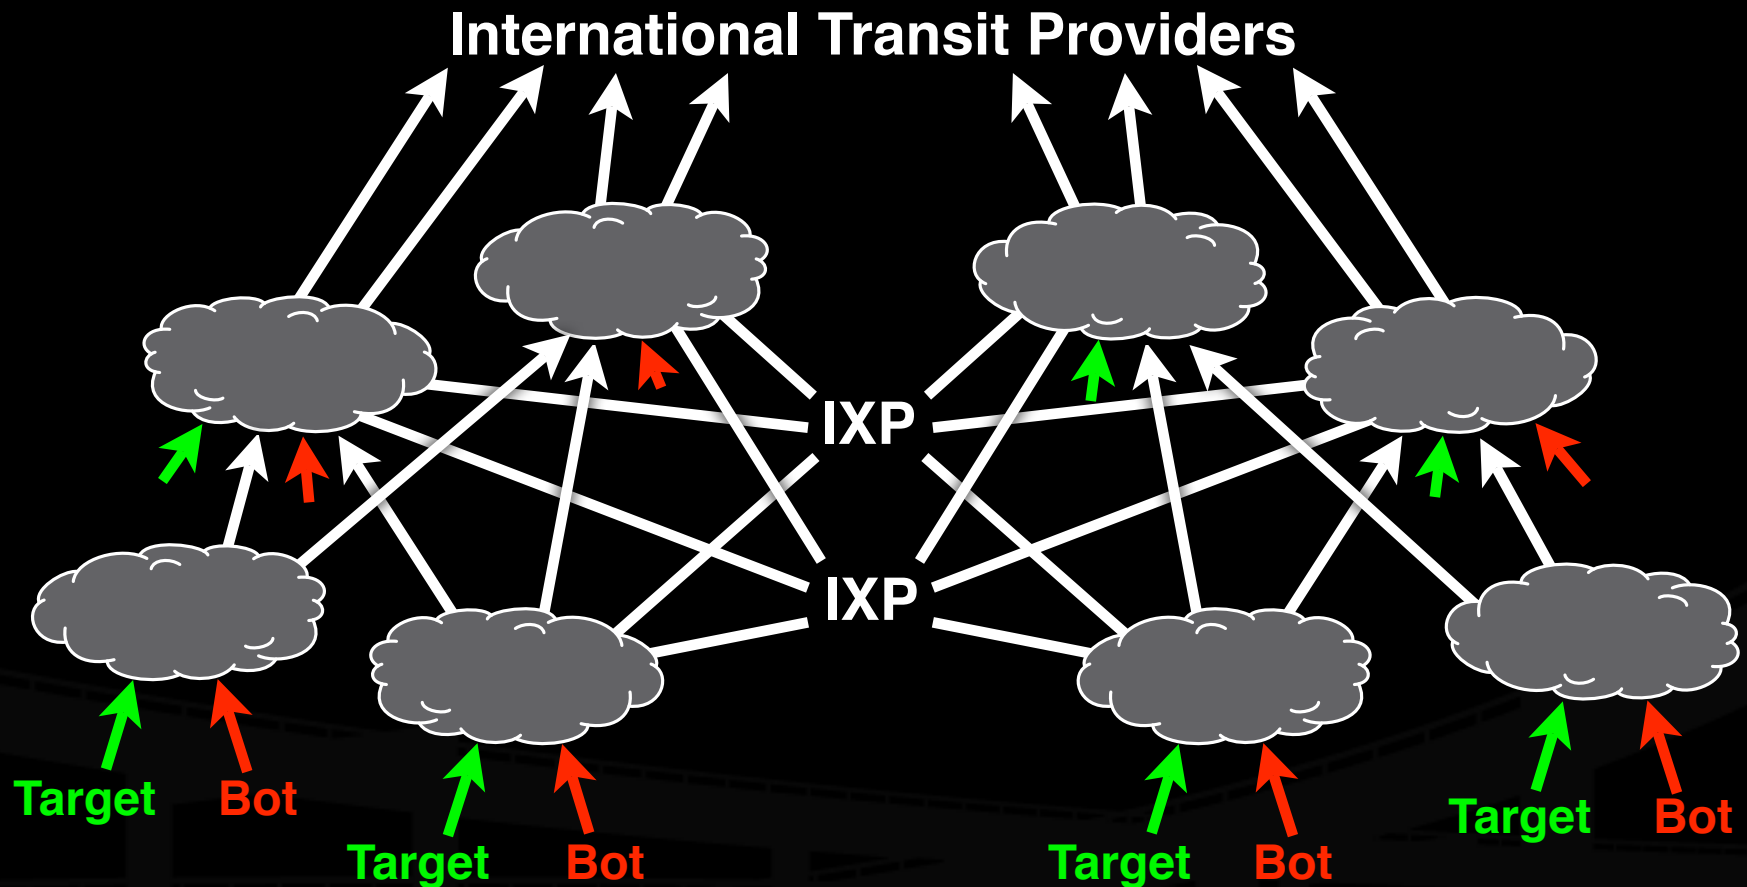 International Transit Providers
IXP
IXP
Target
Bot
Target
Bot
Target
Bot
Target
Bot